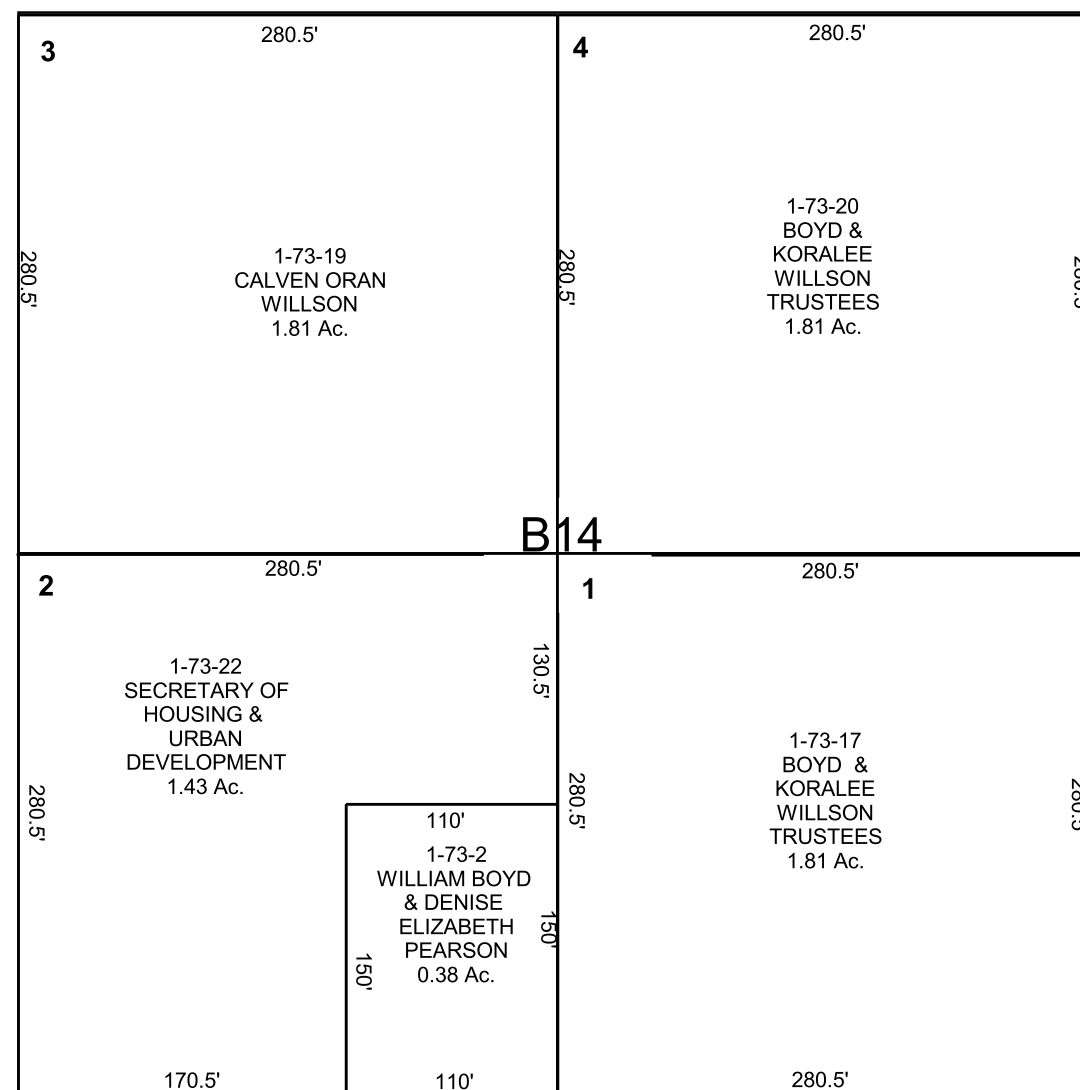 280.5'
3
280.5'
1-73-19
CALVEN ORAN
WILLSON
1.81 Ac.
280.5'
4
280.5'
1-73-20
BOYD &
KORALEE
WILLSON
TRUSTEES
1.81 Ac.
B14
280.5'
2
1-73-22
SECRETARY OF
HOUSING &
URBAN
DEVELOPMENT
1.43 Ac.
130.5'
280.5'
110'
1-73-2
WILLIAM BOYD
& DENISE
ELIZABETH
PEARSON
0.38 Ac.
150'
150'
170.5'
110'
280.5'
1
280.5'
1-73-17
BOYD &
KORALEE
WILLSON
TRUSTEES
1.81 Ac.
280.5'